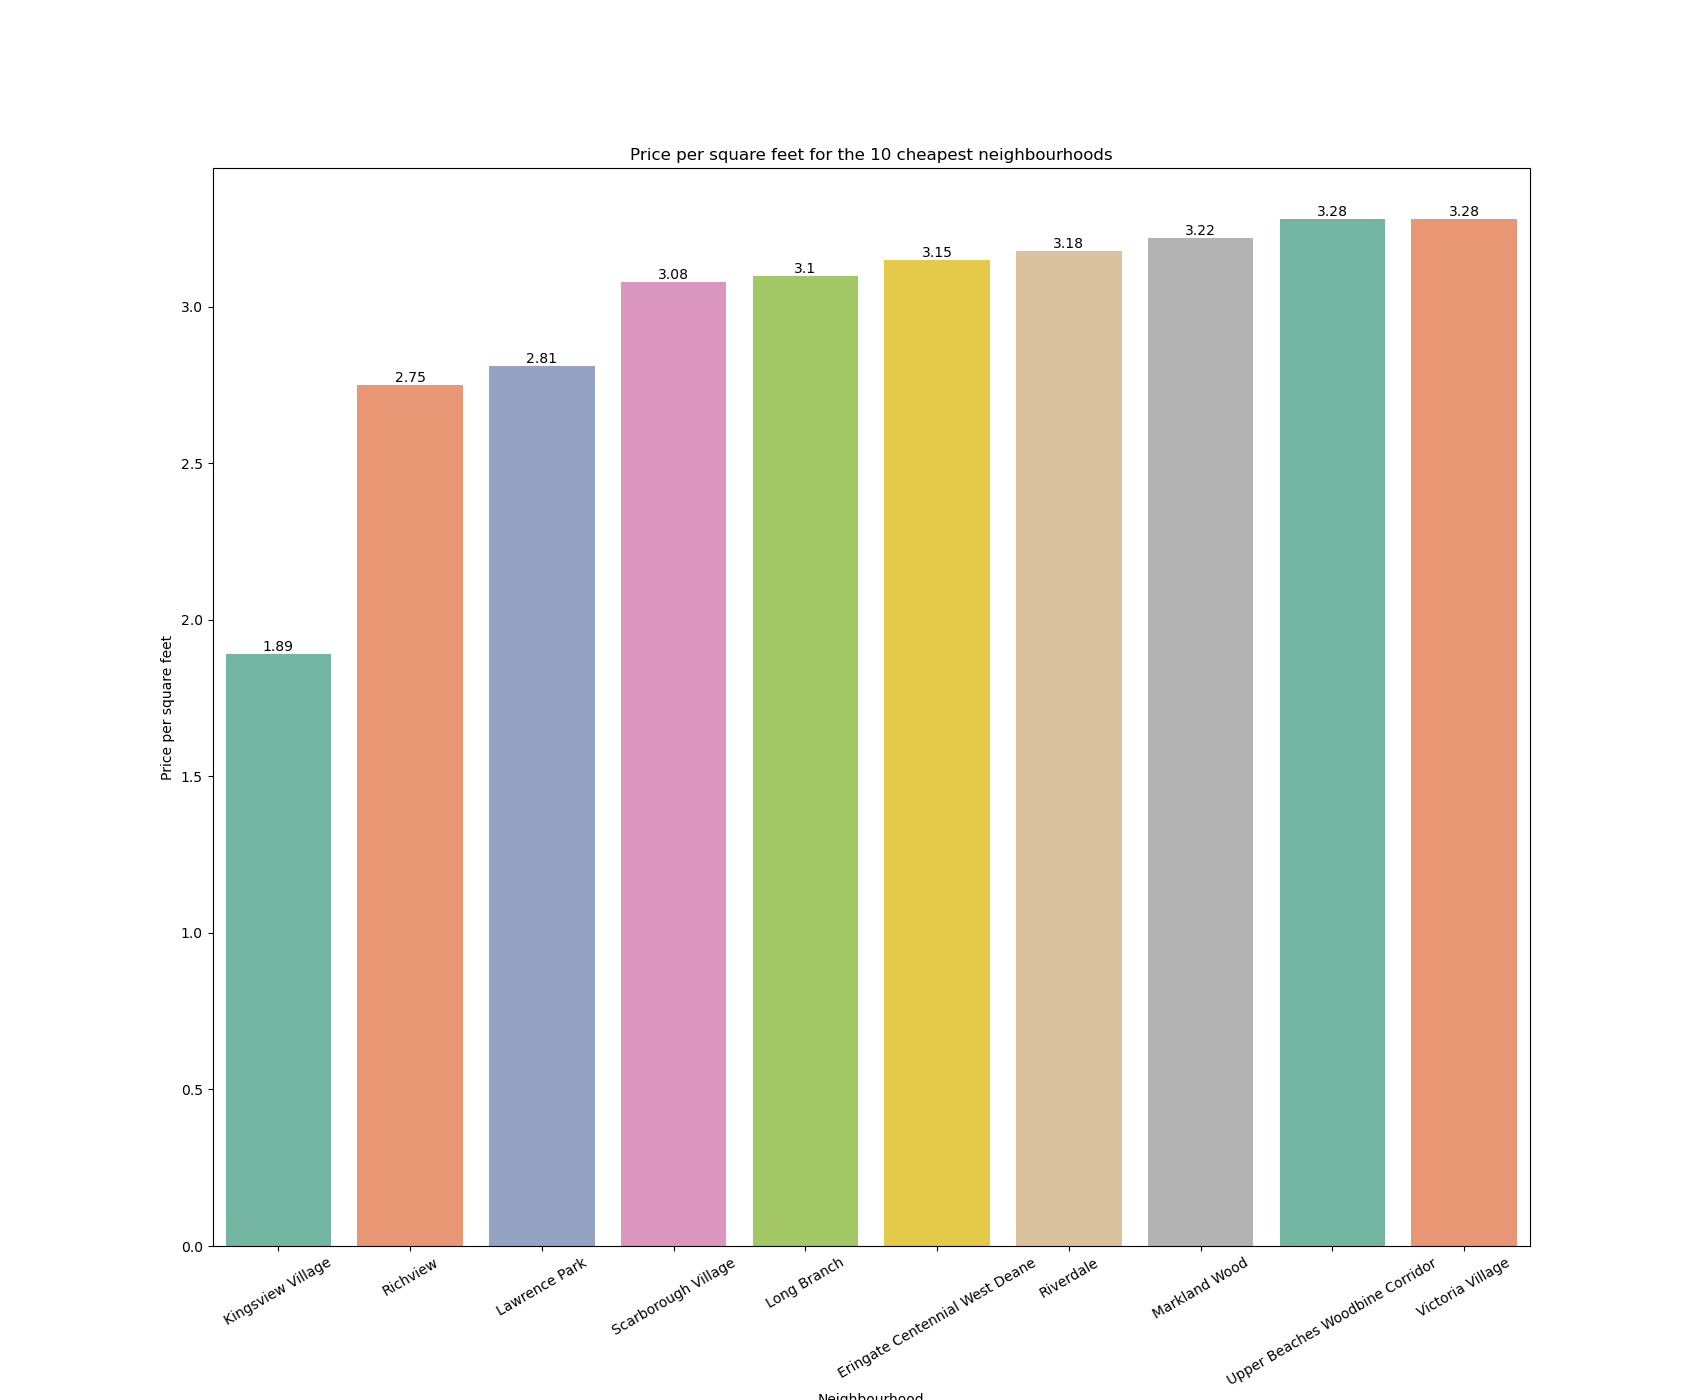 Price per square feet for the 10 cheapest neighbourhoods
3.28
3.28
3.22
3.18
3.15
3.1
3.08
2.81
2.75
1.89
3.0
2.5
2.0
1.5
1.0
0.5
0.0
Price per square feet
Kingsview Village
Richview
Lawrence Park
Scarborough Village
Long Branch
Eringate Centennial West Deane
Riverdale
Markland Wood
Upper Beaches Woodbine Corridor
Victoria Village
Neighbourhood